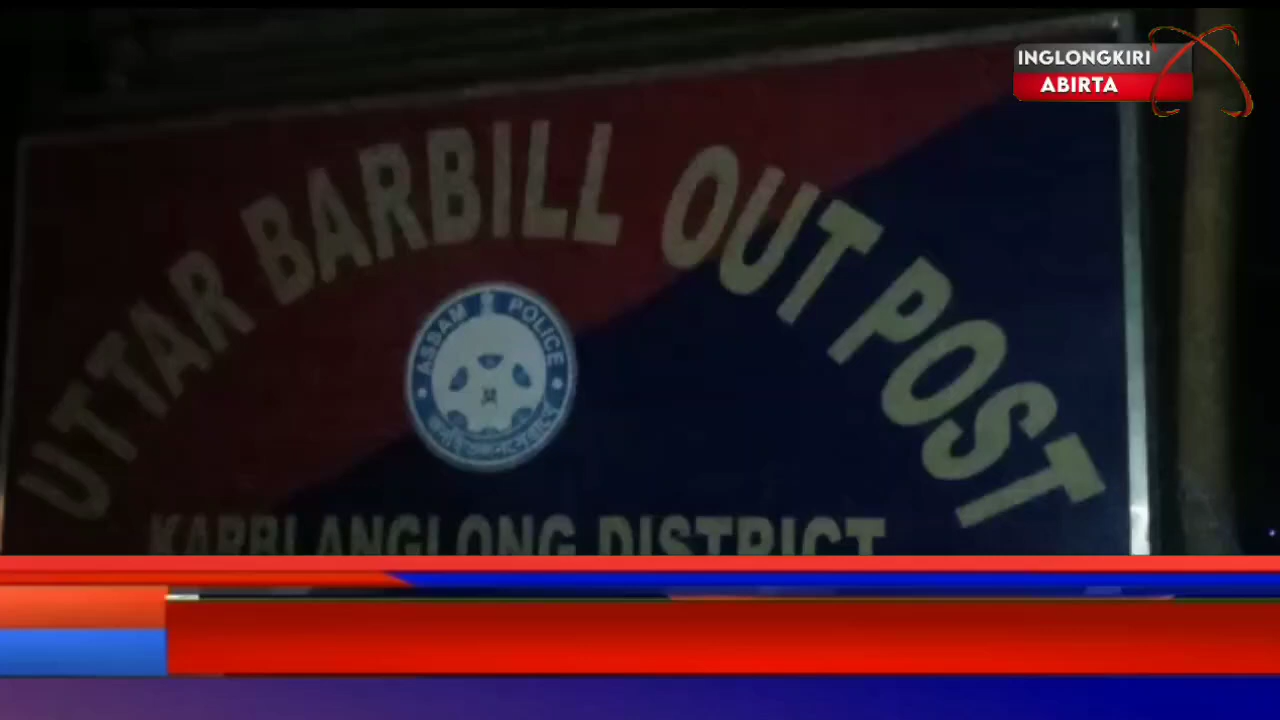 INGLONGKIRI
ABIRTA
UTTAR BARBILL OUT POST
ASSAM POLICE
KARBI ANGLONG DISTRICT